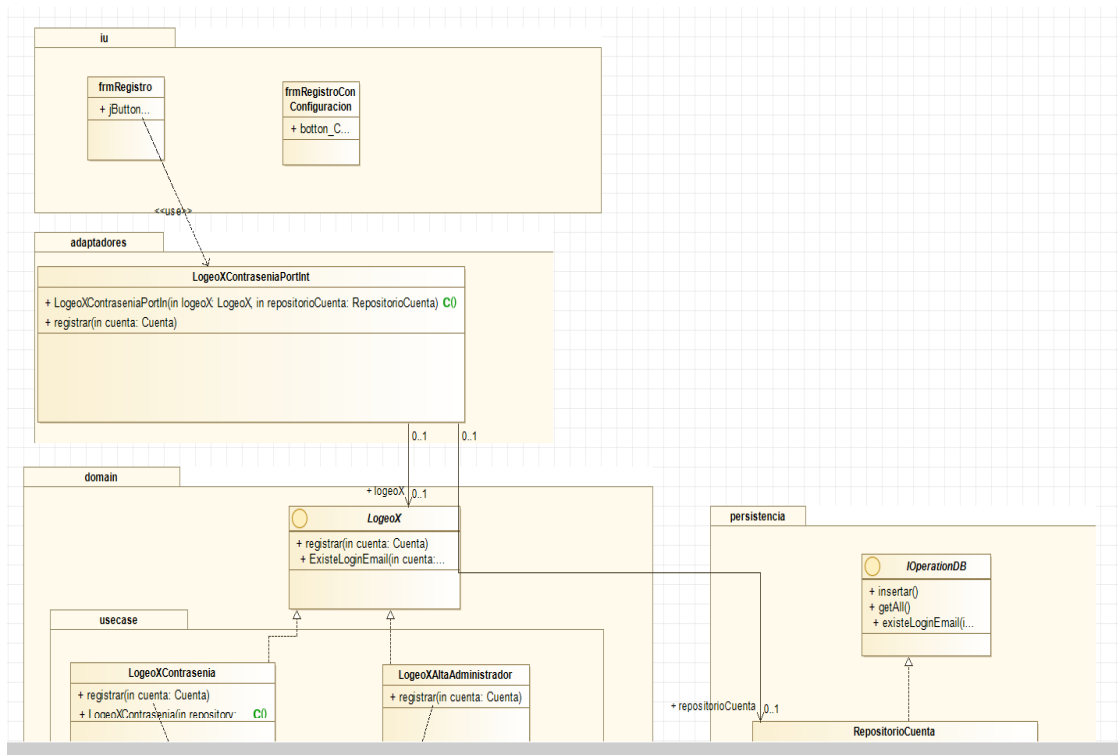 iu
frmRegistro
+ jButton...
frmRegistroCon
Configuracion
+ botton_C...
<<use>>
adaptadores
LogeoXContraseniaPortInt
+ LogeoXContraseniaPortIn(in logeoX: LogeoX, in repositorioCuenta: RepositorioCuenta) C()
+ registrar(in cuenta: Cuenta)
0..1
0..1
domain
+ logeoX
0..1
LogeoX
+ registrar(in cuenta: Cuenta)
+ ExisteLoginEmail(in cuenta:...
persistencia
IOperationDB
+ insertar()
+ getAll()
+ existeLoginEmail(i...
usecase
LogeoXContrasenia
+ registrar(in cuenta: Cuenta)
+ LogeoXContrasenia(in repository: C()
LogeoXAltaAdministrador
+ registrar(in cuenta: Cuenta)
+ repositorioCuenta
0..1
RepositorioCuenta